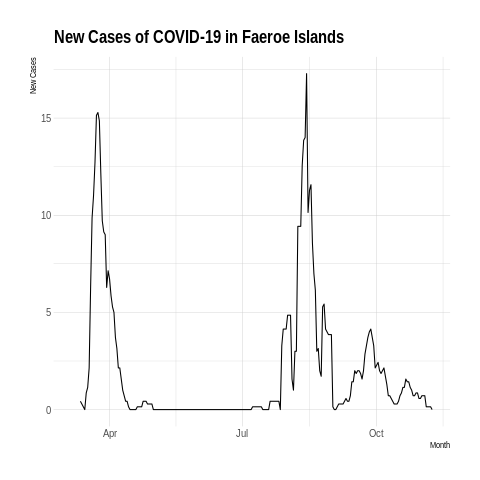 New Cases of COVID-19 in Faeroe Islands
New Cases
15
10
5
0
Apr
Jul
Oct
Month